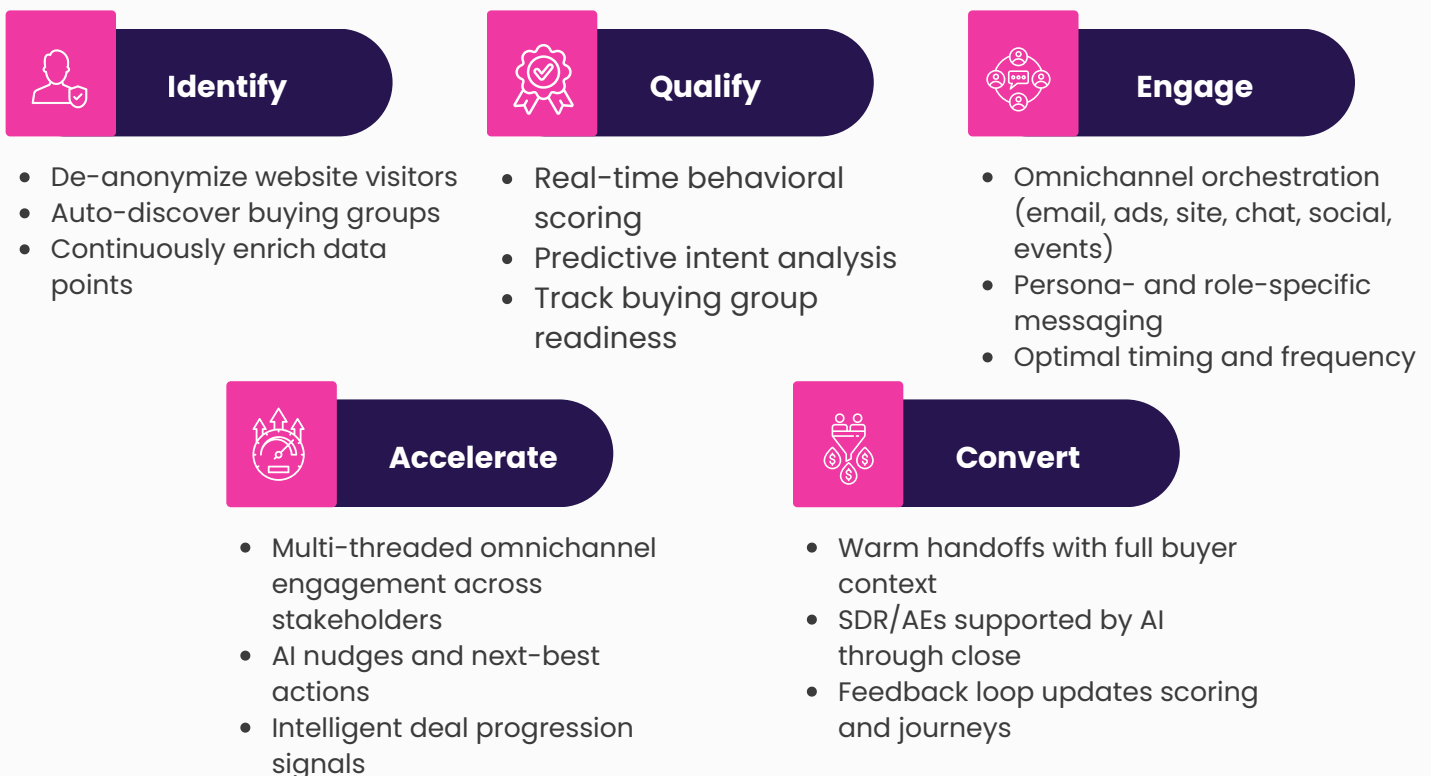 Identify
• De-anonymize website visitors
• Auto-discover buying groups
• Continuously enrich data
points
Qualify
• Real-time behavioral
scoring
• Predictive intent analysis
• Track buying group
readiness
Engage
• Omnichannel orchestration
(email, ads, site, chat, social,
events)
• Persona- and role-specific
messaging
• Optimal timing and frequency
Accelerate
• Multi-threaded omnichannel
engagement across
stakeholders
• AI nudges and next-best
actions
• Intelligent deal progression
signals
Convert
• Warm handoffs with full buyer
context
• SDR/AEs supported by AI
through close
• Feedback loop updates scoring
and journeys